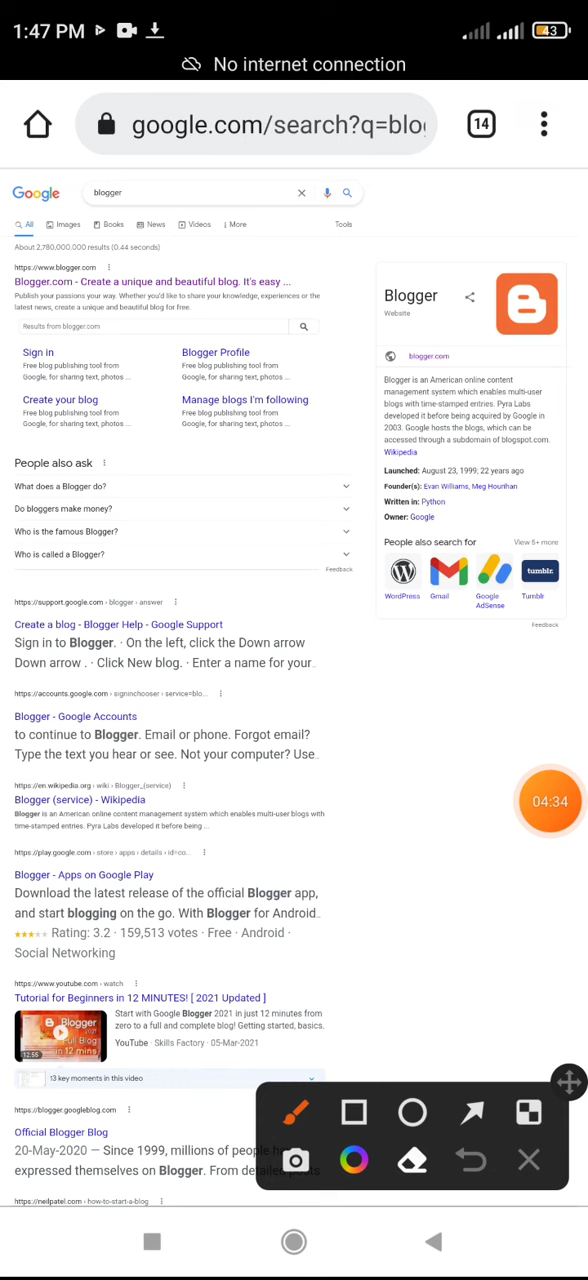 1:47 PM
43
No internet connection
google.com/search?q=blo
14
Google
blogger
All
Images
Books
News
Videos
More
Tools
About 2,780,000,000 results (0.44 seconds)
https://www.blogger.com
Blogger.com - Create a unique and beautiful blog. It's easy ...
Publish your passions your way. Whether you'd like to share your knowledge, experiences or the
latest news, create a unique and beautiful blog for free.
Results from blogger.com
Sign in
Free blog publishing tool from
Google, for sharing text, photos ...
Blogger Profile
Free blog publishing tool from
Google, for sharing text, photos ...
Create your blog
Free blog publishing tool from
Google, for sharing text, photos ...
Manage blogs I'm following
Free blog publishing tool from
Google, for sharing text, photos ...
People also ask
What does a Blogger do?
Do bloggers make money?
Who is the famous Blogger?
Who is called a Blogger?
Feedback
https://support.google.com › blogger › answer
Create a blog - Blogger Help - Google Support
Sign in to Blogger. · On the left, click the Down arrow
Down arrow . · Click New blog. · Enter a name for your
https://accounts.google.com › signinchooser › service=blo...
Blogger - Google Accounts
to continue to Blogger. Email or phone. Forgot email?
Type the text you hear or see. Not your computer? Use
https://en.wikipedia.org › wiki › Blogger_(service)
Blogger (service) - Wikipedia
Blogger is an American online content management system which enables multi-user blogs with
time-stamped entries. Pyra Labs developed it before being ...
https://play.google.com › store › apps › details › id=co...
Blogger - Apps on Google Play
Download the latest release of the official Blogger app,
and start blogging on the go. With Blogger for Android
Rating: 3.2 · 159,513 votes · Free · Android ·
Social Networking
https://www.youtube.com › watch
Tutorial for Beginners in 12 MINUTES! [ 2021 Updated ]
Blogger
2021
Full Blog
in 12 mins
12:55
Start with Google Blogger 2021 in just 12 minutes from
zero to a full and complete blog! Getting started, basics.
YouTube · Skills Factory · 05-Mar-2021
13 key moments in this video
https://blogger.googleblog.com
Official Blogger Blog
20-May-2020 — Since 1999, millions of people
expressed themselves on Blogger. From
https://neilpatel.com › how-to-start-a-blog
Blogger
Website
blogger.com
Blogger is an American online content
management system which enables multi-user
blogs with time-stamped entries. Pyra Labs
developed it before being acquired by Google in
2003. Google hosts the blogs, which can be
accessed through a subdomain of blogspot.com.
Wikipedia
Launched: August 23, 1999; 22 years ago
Founder(s): Evan Williams, Meg Hourihan
Written in: Python
Owner: Google
People also search for
View 5+ more
tumblr.
WordPress
Gmail
Google
AdSense
Tumblr
Feedback
04:34